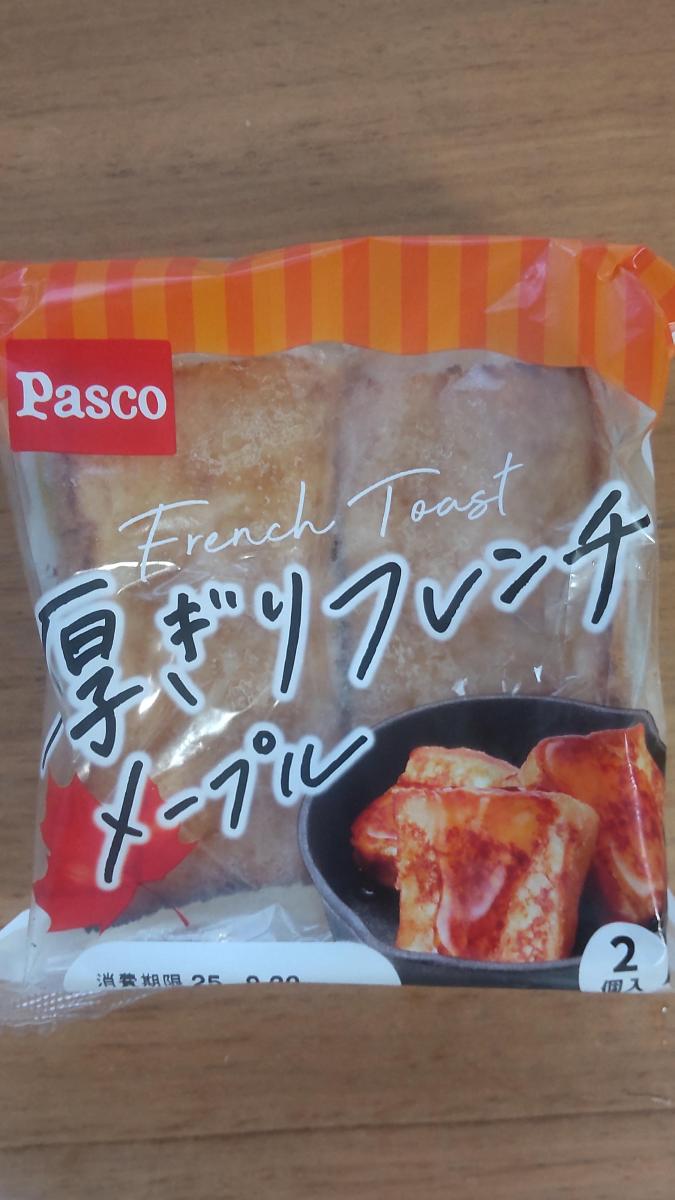 Pasco
French Toast
厚ぎりフレンチ
メープル
消費期限 25
2
個入